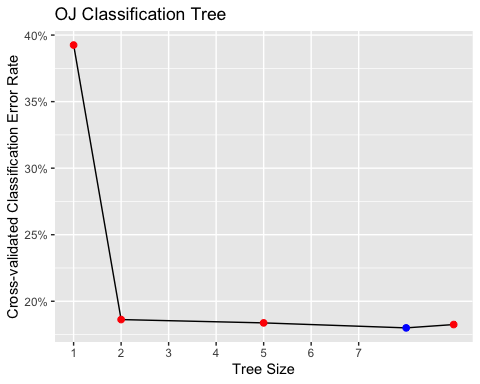 OJ Classification Tree
Cross-validated Classification Error Rate
40%
35%
30%
25%
20%
1 2 3 4 5 6 7
Tree Size